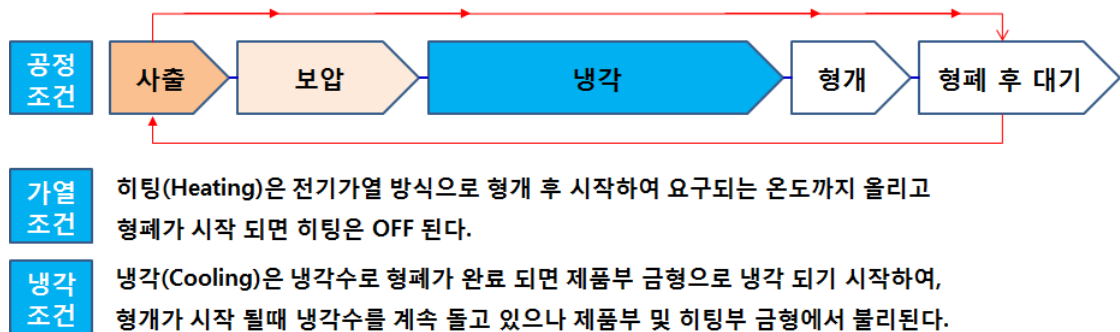 공정
조건
사출
보압
냉각
형개
형폐 후 대기
가열
조건
히팅(Heating)은 전기가열 방식으로 형개 후 시작하여 요구되는 온도까지 올리고
형폐가 시작 되면 히팅은 OFF 된다.
냉각
조건
냉각(Cooling)은 냉각수로 형폐가 완료 되면 제품부 금형으로 냉각 되기 시작하여,
형개가 시작 될때 냉각수를 계속 돌고 있으나 제품부 및 히팅부 금형에서 불리된다.